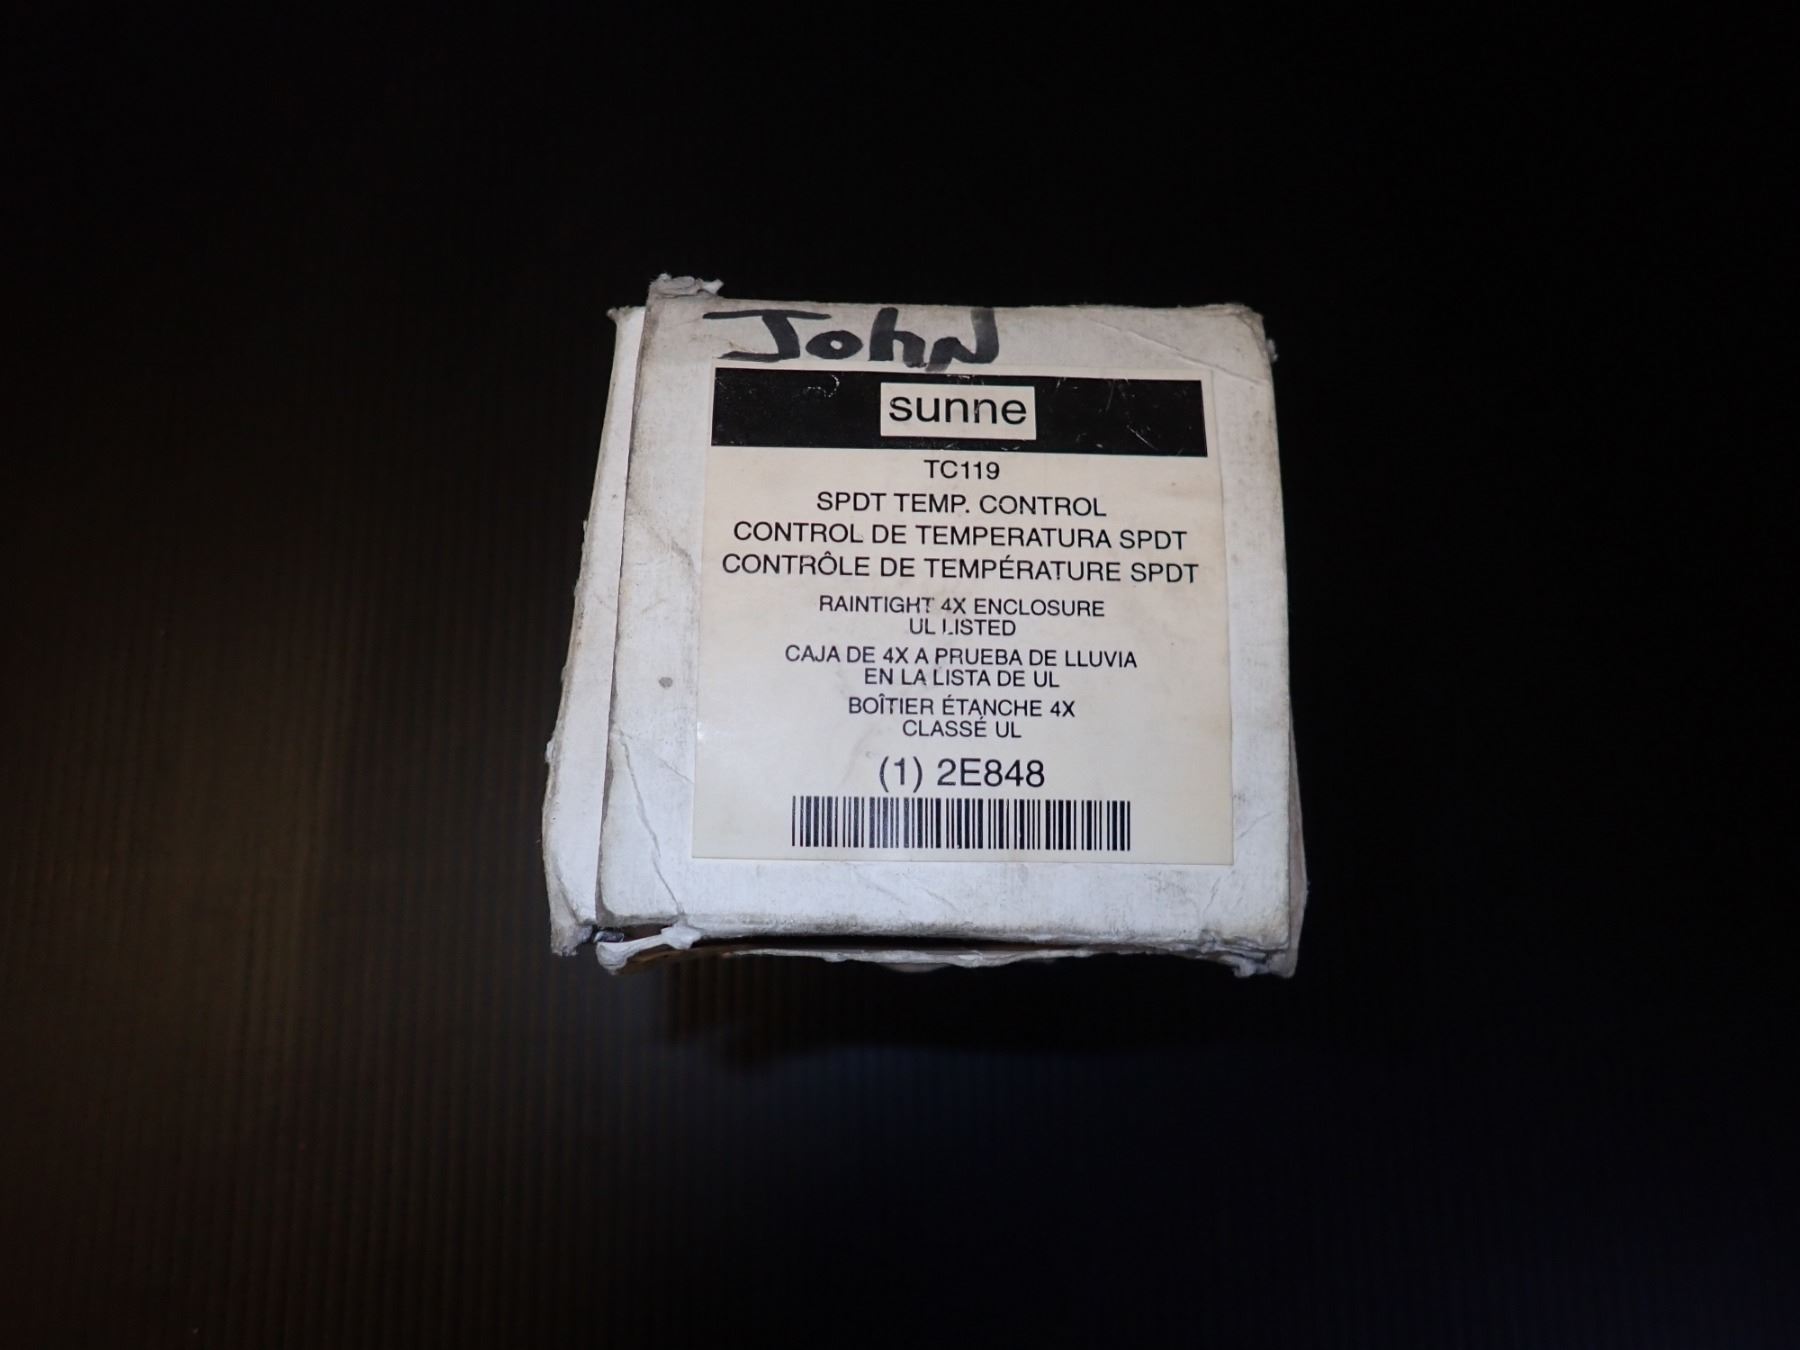 John
sunne
TC119
SPDT TEMP. CONTROL
CONTROL DE TEMPERATURA SPDT
CONTRÔLE DE TEMPÉRATURE SPDT
RAINTIGHT 4X ENCLOSURE
UL LISTED
CAJA DE 4X A PRUEBA DE LLUVIA
EN LA LISTA DE UL
BOÎTIER ÉTANCHE 4X
CLASSÉ UL
(1) 2E848